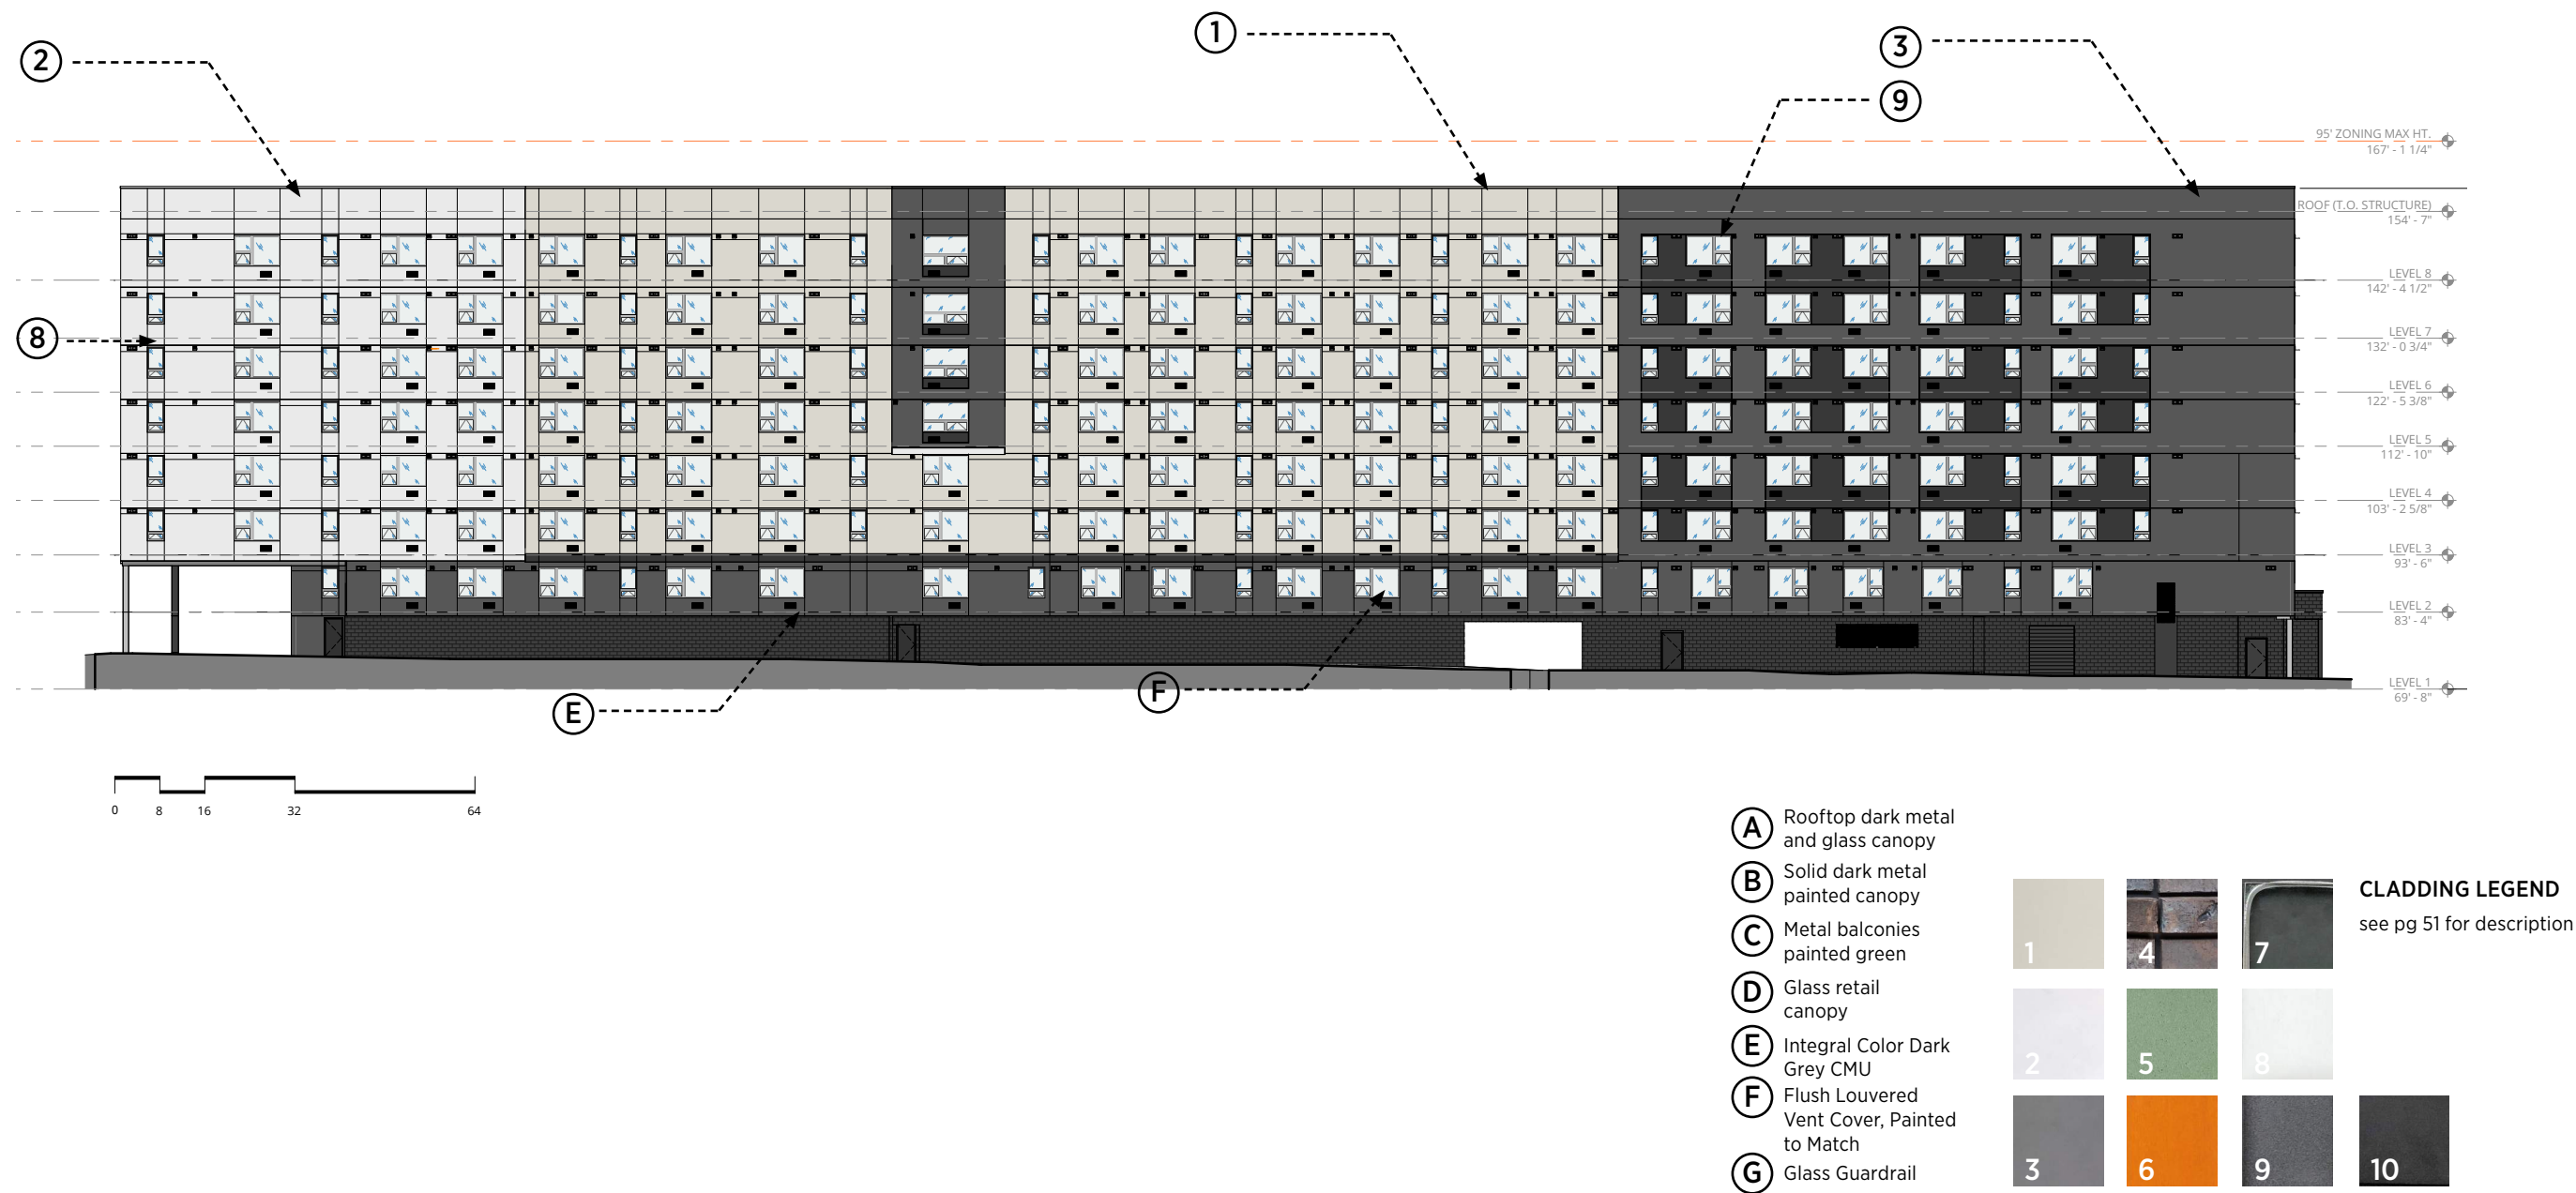 1
3
2
9
95' ZONING MAX HT.
167' - 1 1/4"
ROOF (T.O. STRUCTURE)
154' - 7"
LEVEL 8
142' - 4 1/2"
8
LEVEL 7
132' - 0 3/4"
LEVEL 6
122' - 5 3/8"
LEVEL 5
112' - 10"
LEVEL 4
103' - 2 5/8"
LEVEL 3
93' - 6"
LEVEL 2
83' - 4"
LEVEL 1
69' - 8"
E
F
0 8 16 32 64
A Rooftop dark metal
and glass canopy
B Solid dark metal
painted canopy
C Metal balconies
painted green
D Glass retail
canopy
E Integral Color Dark
Grey CMU
F Flush Louvered
Vent Cover, Painted
to Match
G Glass Guardrail
CLADDING LEGEND
see pg 51 for description
1 4 7
2 5 8
3 6 9 10